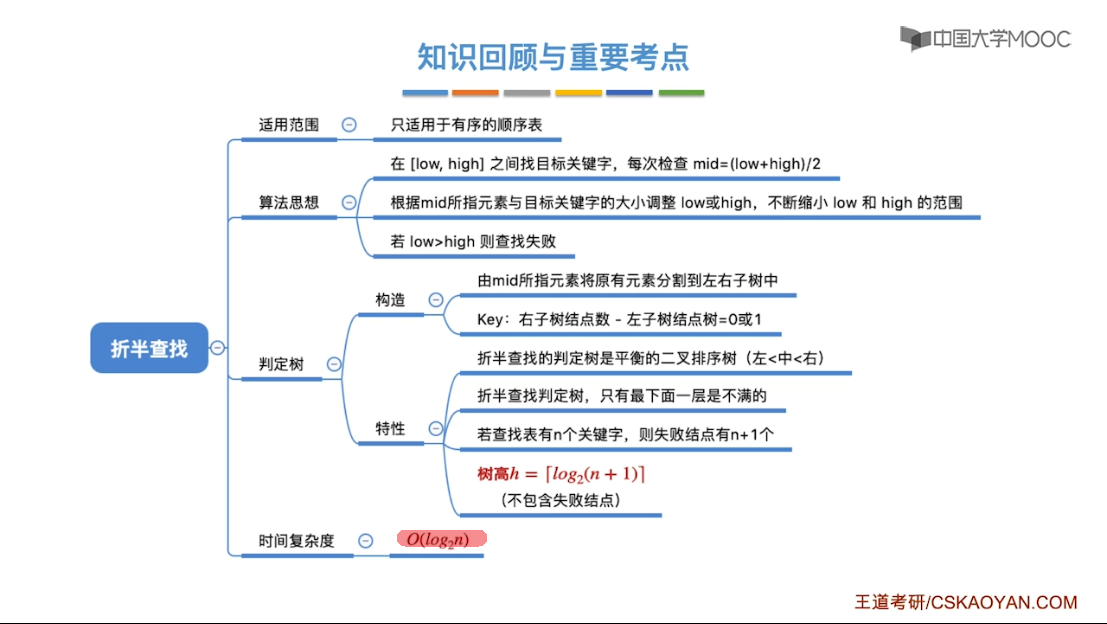 中国大学MOOC
知识回顾与重要考点
适用范围
只适用于有序的顺序表
在 [low, high] 之间找目标关键字，每次检查 mid=(low+high)/2
算法思想
根据mid所指元素与目标关键字的大小调整 low或high，不断缩小 low 和 high 的范围
若 low>high 则查找失败
由mid所指元素将原有元素分割到左右子树中
构造
Key：右子树结点数 - 左子树结点树=0或1
折半查找
判定树
折半查找的判定树是平衡的二叉排序树（左<中<右）
折半查找判定树，只有最下面一层是不满的
特性
若查找表有n个关键字，则失败结点有n+1个
树高h = ⌈log₂(n + 1)⌉
（不包含失败结点）
时间复杂度
O(log₂n)
王道考研/CSKAOYAN.COM